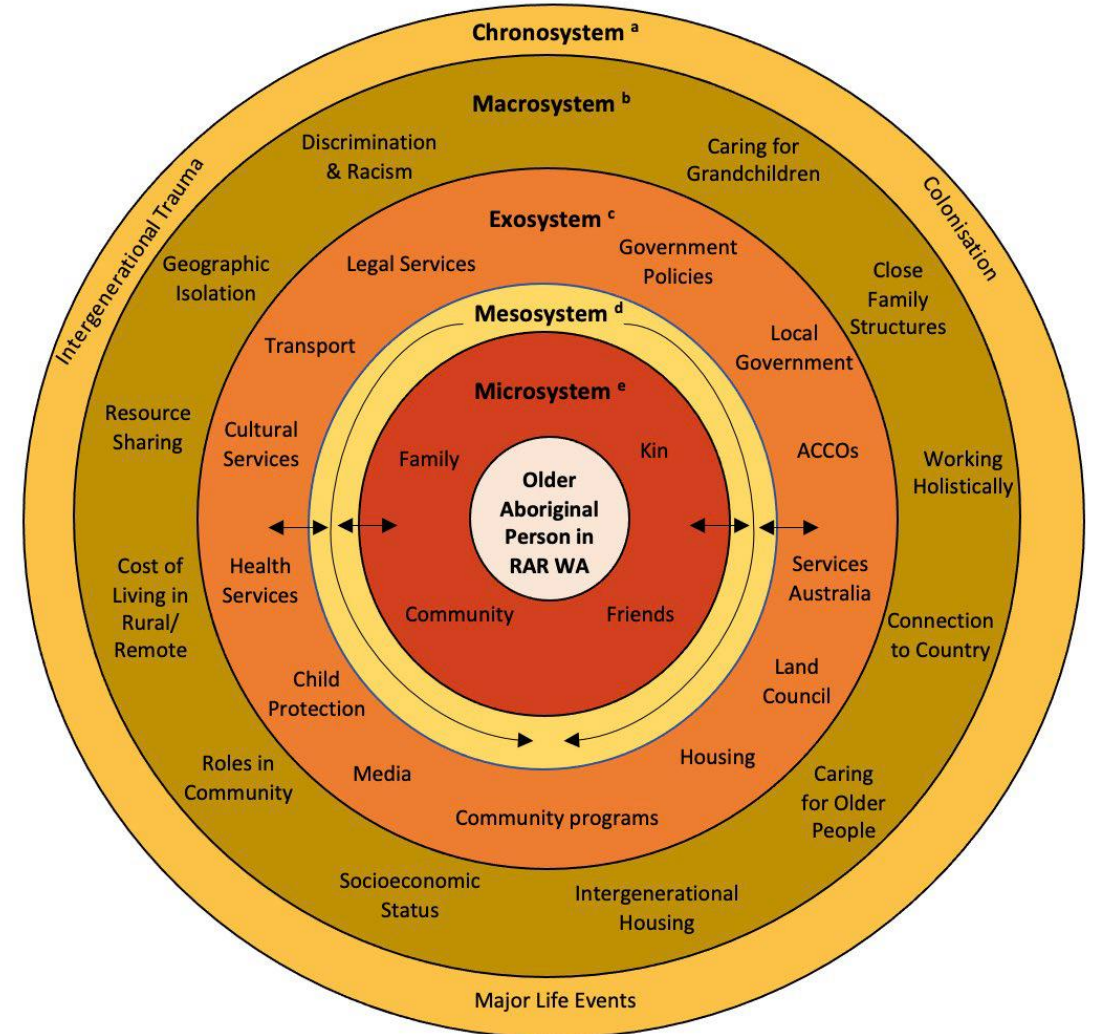 Chronosystem a
Macrosystem b
Discrimination
& Racism
Caring for
Grandchildren
Intergenerational Trauma
Colonisation
Exosystem c
Legal Services
Government
Policies
Geographic
Isolation
Close
Family
Structures
Mesosystem d
Transport
Local
Government
Microsystem e
Resource
Sharing
Cultural
Services
Family
Kin
ACCOs
Working
Holistically
Older
Aboriginal
Person in
RAR WA
Cost of
Living in
Rural/
Remote
Health
Services
Community
Friends
Services
Australia
Connection
to Country
Child
Protection
Land
Council
Roles in
Community
Media
Housing
Caring
for Older
People
Community programs
Socioeconomic
Status
Intergenerational
Housing
Major Life Events